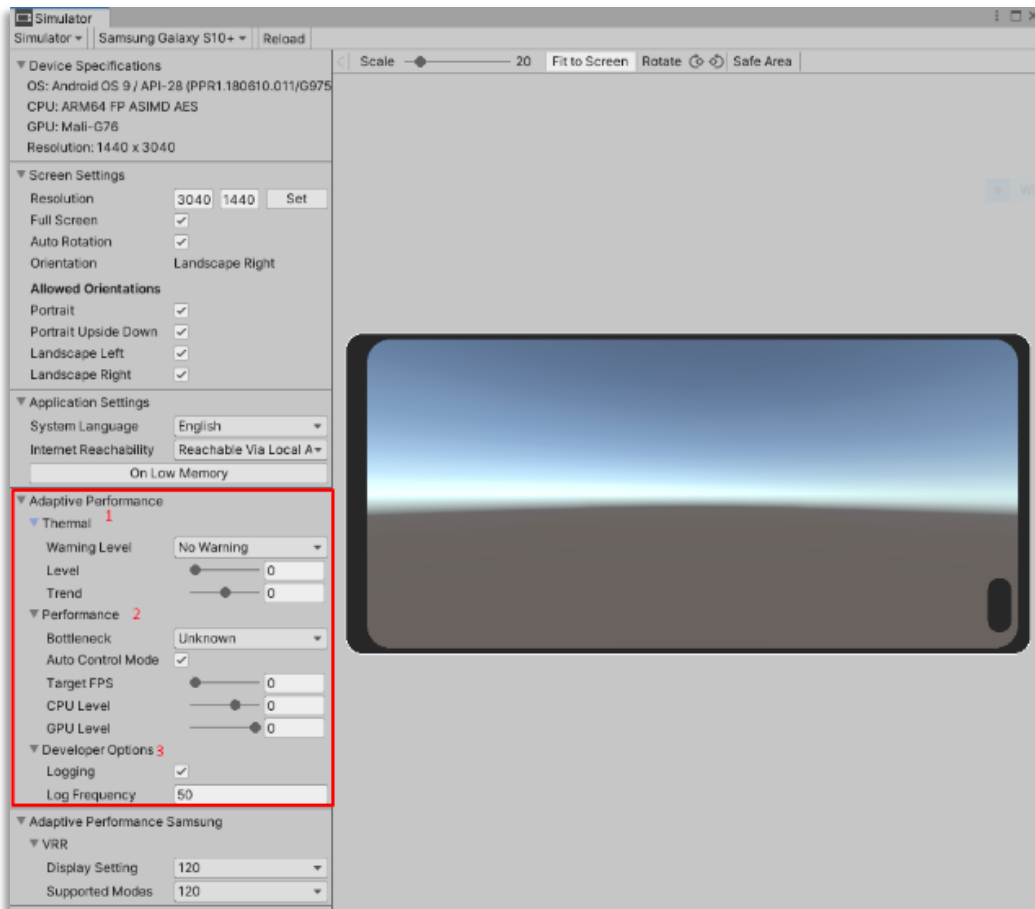 Simulator
Simulator Samsung Galaxy S10+ Reload
Scale 20 Fit to Screen Rotate Safe Area
Device Specifications
OS: Android OS 9 / API-28 (PPR1.180610.011/G975
CPU: ARM64 FP ASIMD AES
GPU: Mali-G76
Resolution: 1440 x 3040
Screen Settings
Resolution 3040 1440 Set
Full Screen
Auto Rotation
Orientation Landscape Right
Allowed Orientations
Portrait
Portrait Upside Down
Landscape Left
Landscape Right
Application Settings
System Language English
Internet Reachability Reachable Via Local A
On Low Memory
Adaptive Performance
Thermal 1
Warning Level No Warning
Level 0
Trend 0
Performance 2
Bottleneck Unknown
Auto Control Mode
Target FPS 0
CPU Level 0
GPU Level 0
Developer Options 3
Logging
Log Frequency 50
Adaptive Performance Samsung
VRR
Display Setting 120
Supported Modes 120